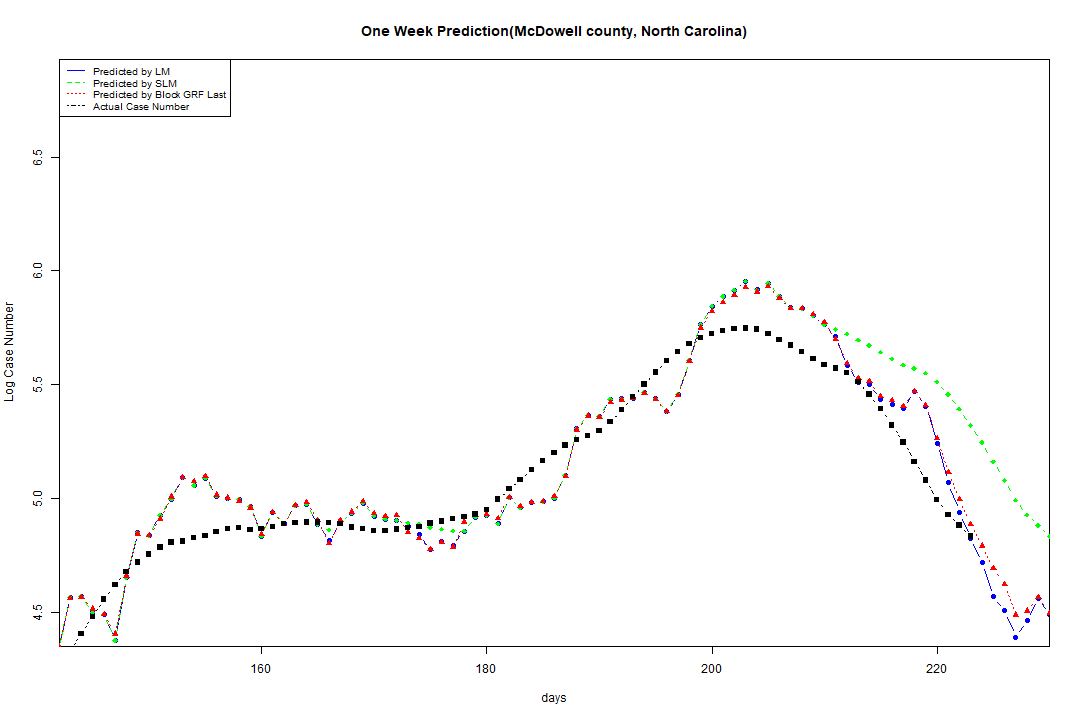 One Week Prediction(McDowell county, North Carolina)
Predicted by LM
Predicted by SLM
Predicted by Block GRF Last
Actual Case Number
Log Case Number
6.5
6.0
5.5
5.0
4.5
160 180 200 220
days